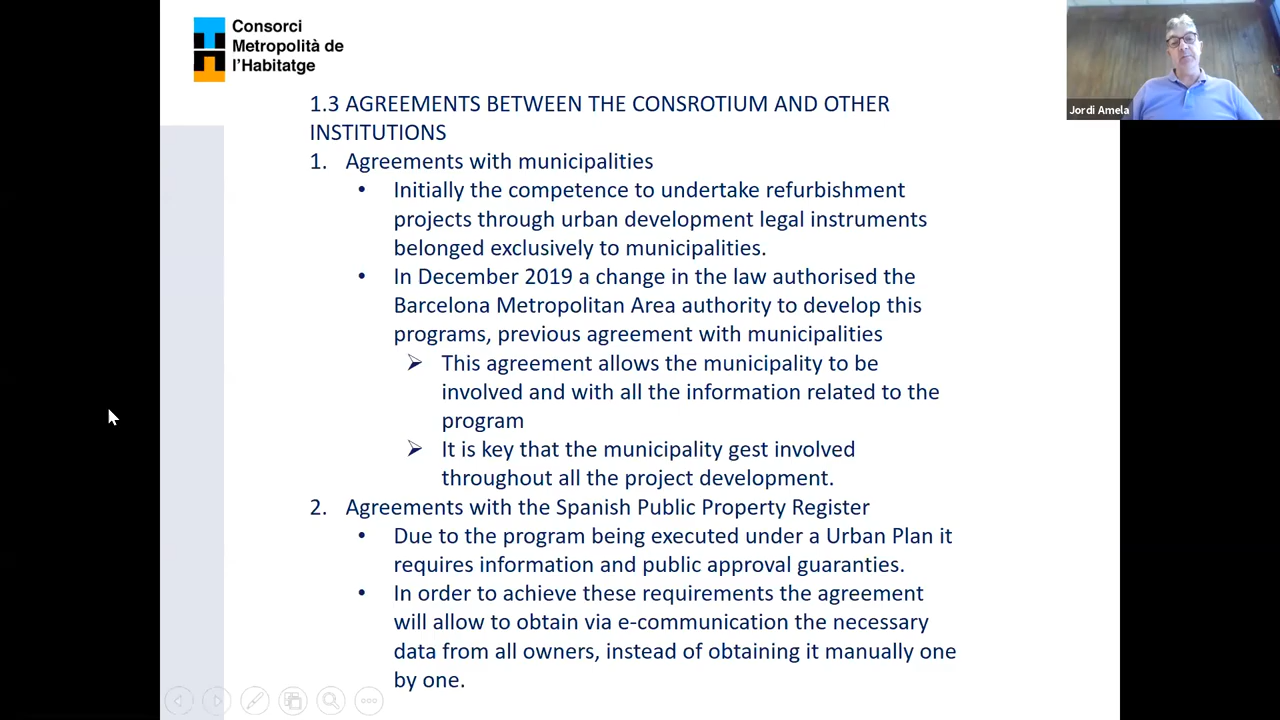 Consorci
Metropolità de
l'Habitatge
Jordi Amela
1.3 AGREEMENTS BETWEEN THE CONSROTIUM AND OTHER
INSTITUTIONS
1. Agreements with municipalities
• Initially the competence to undertake refurbishment
projects through urban development legal instruments
belonged exclusively to municipalities.
• In December 2019 a change in the law authorised the
Barcelona Metropolitan Area authority to develop this
programs, previous agreement with municipalities
➢ This agreement allows the municipality to be
involved and with all the information related to the
program
➢ It is key that the municipality gest involved
throughout all the project development.
2. Agreements with the Spanish Public Property Register
• Due to the program being executed under a Urban Plan it
requires information and public approval guaranties.
• In order to achieve these requirements the agreement
will allow to obtain via e-communication the necessary
data from all owners, instead of obtaining it manually one
by one.